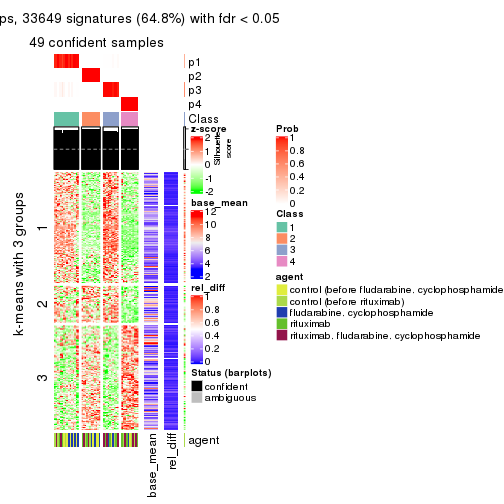 ps, 33649 signatures (64.8%) with fdr < 0.05
49 confident samples
p1
p2
p3
p4
Class
Silhouette
score
k-means with 3 groups
1
2
3
agent
base_mean
rel_diff
z-score
2
1
0
-1
-2
base_mean
12
10
8
6
4
2
rel_diff
1
0.8
0.6
0.4
0.2
0
Status (barplots)
confident
ambiguous
Prob
1
0.8
0.6
0.4
0.2
0
Class
1
2
3
4
agent
control (before fludarabine. cyclophosphamide
control (before rituximab)
fludarabine. cyclophosphamide
rituximab
rituximab. fludarabine. cyclophosphamide